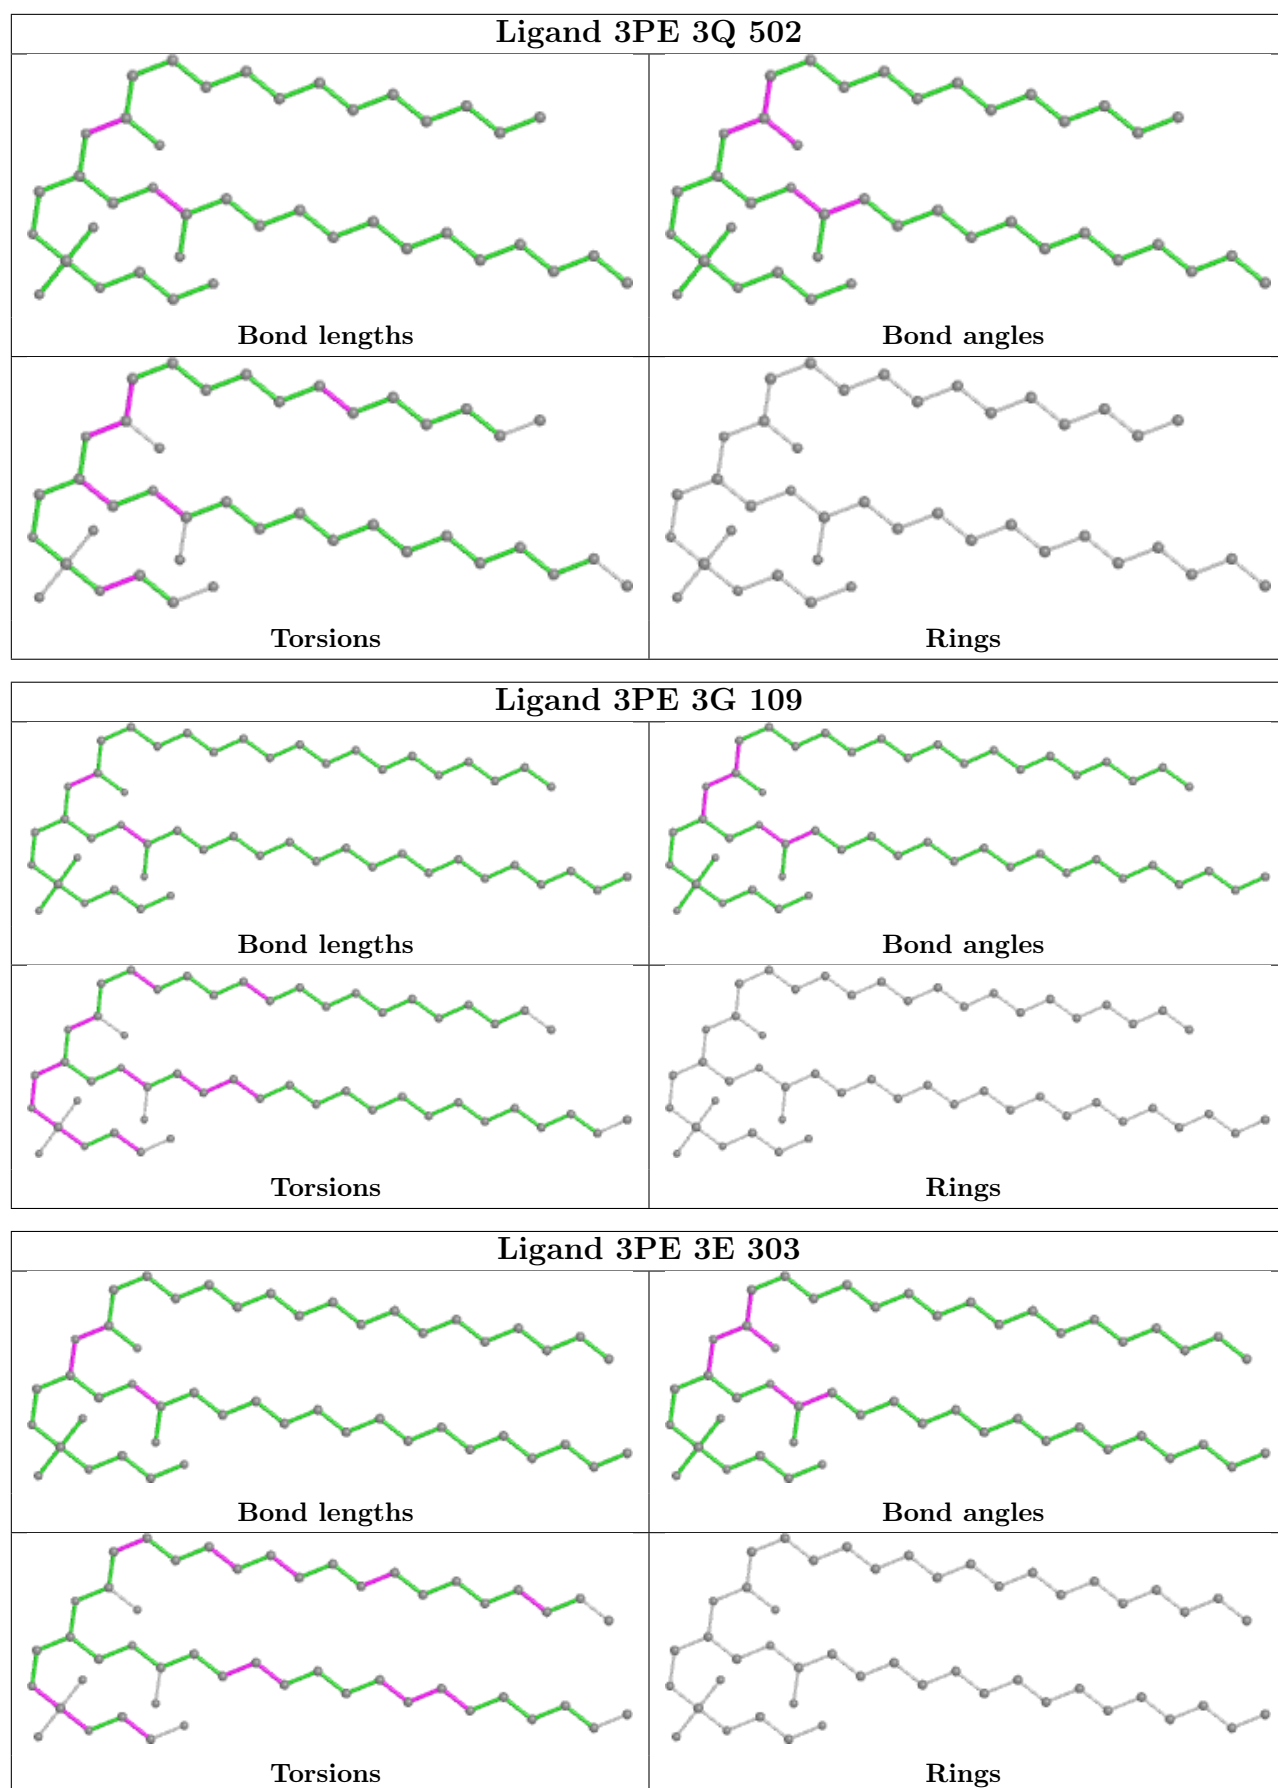 Ligand 3PE 3Q 502
Bond lengths
Bond angles
Torsions
Rings
Ligand 3PE 3G 109
Bond lengths
Bond angles
Torsions
Rings
Ligand 3PE 3E 303
Bond lengths
Bond angles
Torsions
Rings